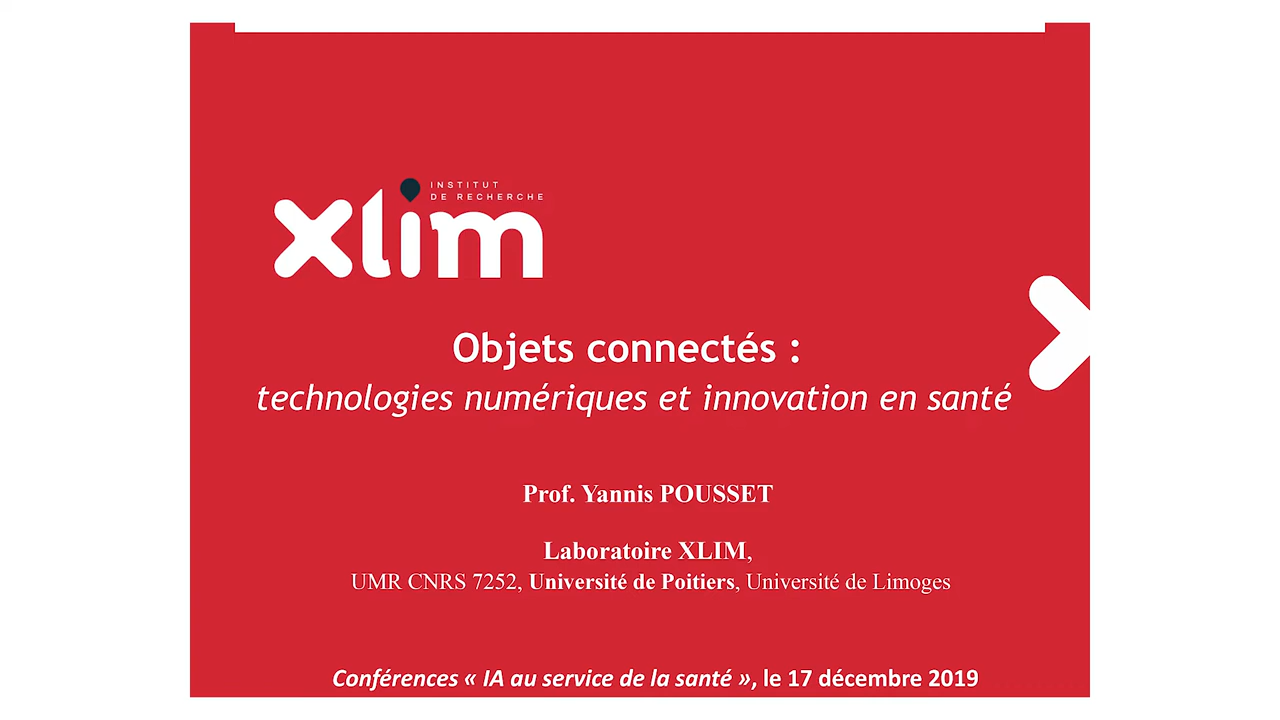 INSTITUT
DE RECHERCHE
xlim
Objets connectés :
technologies numériques et innovation en santé
Prof. Yannis POUSSET
Laboratoire XLIM,
UMR CNRS 7252, Université de Poitiers, Université de Limoges
Conférences « IA au service de la santé », le 17 décembre 2019